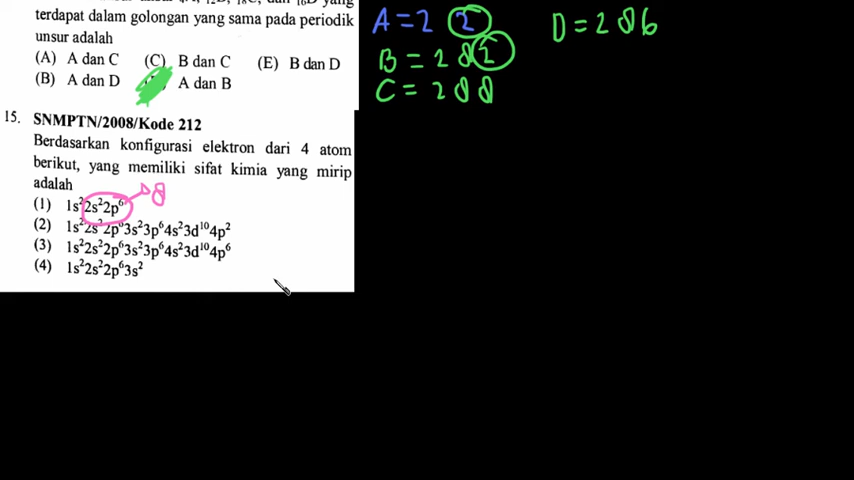 terdapat dalam golongan yang sama pada periodik
unsur adalah
(A) A dan C (C) B dan C (E) B dan D
(B) A dan D A dan B
15. SNMPTN/2008/Kode 212
Berdasarkan konfigurasi elektron dari 4 atom
berikut, yang memiliki sifat kimia yang mirip
adalah
(1) 1s²2s²2p⁶ 8
(2) 1s²2s²2p⁶3s²3p⁶4s²3d¹⁰4p²
(3) 1s²2s²2p⁶3s²3p⁶4s²3d¹⁰4p⁶
(4) 1s²2s²2p⁶3s²
A = 2 2
B = 2 8 2
C = 2 8 8
D = 2 8 6